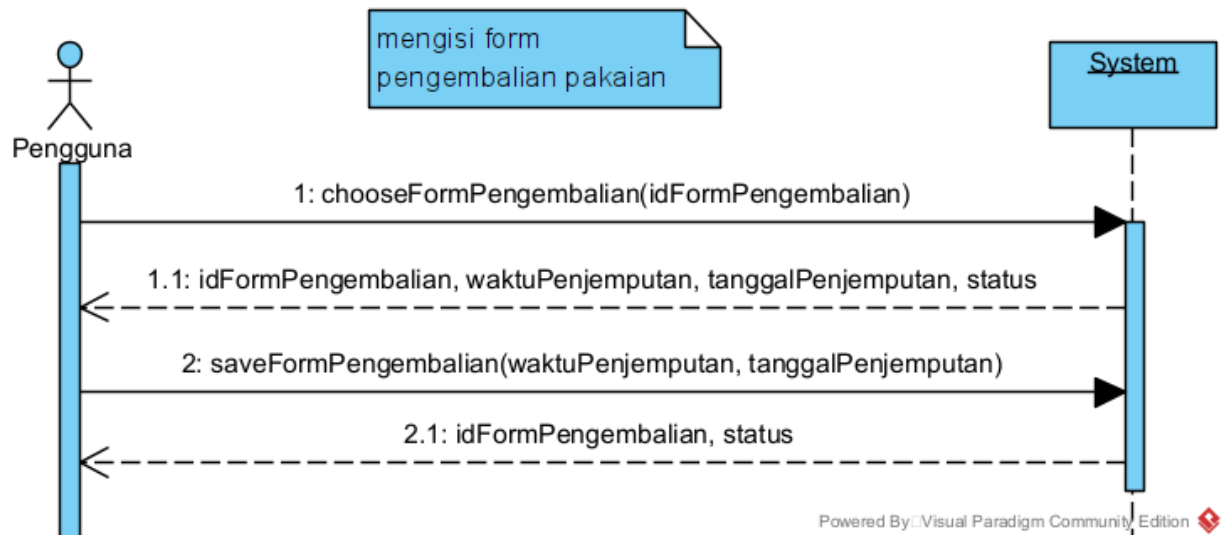 mengisi form
pengembalian pakaian
System
Pengguna
1: chooseFormPengembalian(idFormPengembalian)
1.1: idFormPengembalian, waktuPenjemputan, tanggalPenjemputan, status
2: saveFormPengembalian(waktuPenjemputan, tanggalPenjemputan)
2.1: idFormPengembalian, status
Powered By Visual Paradigm Community Edition